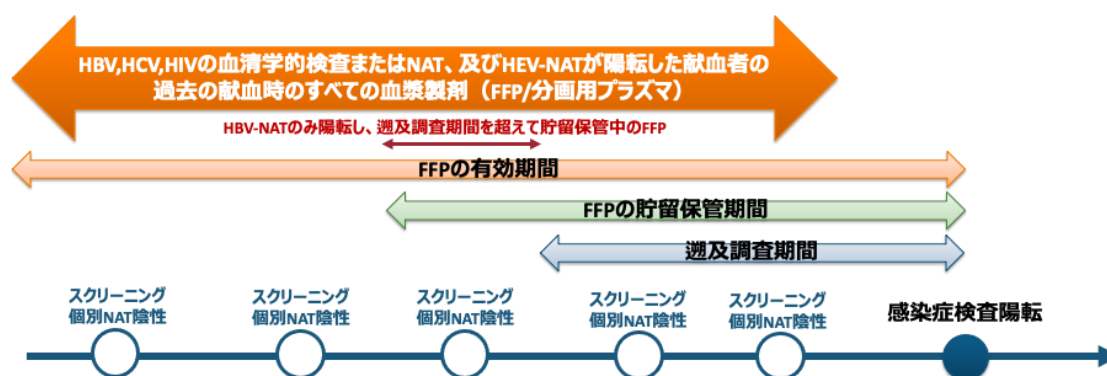 HBV,HCV,HIVの血清学的検査またはNAT、及びHEV-NATが陽転した献血者の
過去の献血時のすべての血漿製剤（FFP/分画用プラズマ）
HBV-NATのみ陽転し、遡及調査期間を超えて貯留保管中のFFP
FFPの有効期間
FFPの貯留保管期間
遡及調査期間
スクリーニング
個別NAT陰性
スクリーニング
個別NAT陰性
スクリーニング
個別NAT陰性
スクリーニング
個別NAT陰性
スクリーニング
個別NAT陰性
感染症検査陽転